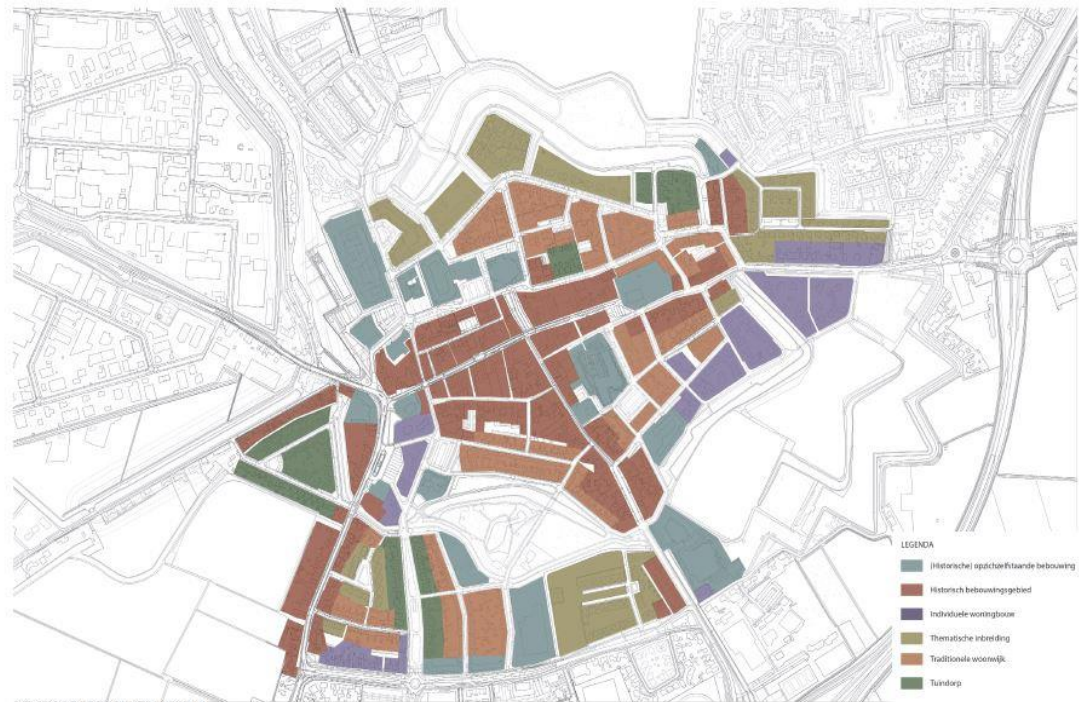 LEGENDA
(Historische) opzichzelfstaande bebouwing
Historisch bebouwingsgebied
Individuele woningbouw
Thematische inbreiding
Traditionele woonwijk
Tuindorp